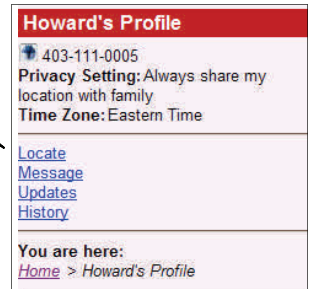 Howard's Profile
403-111-0005
Privacy Setting: Always share my
location with family
Time Zone: Eastern Time
Locate
Message
Updates
History
You are here:
Home > Howard's Profile